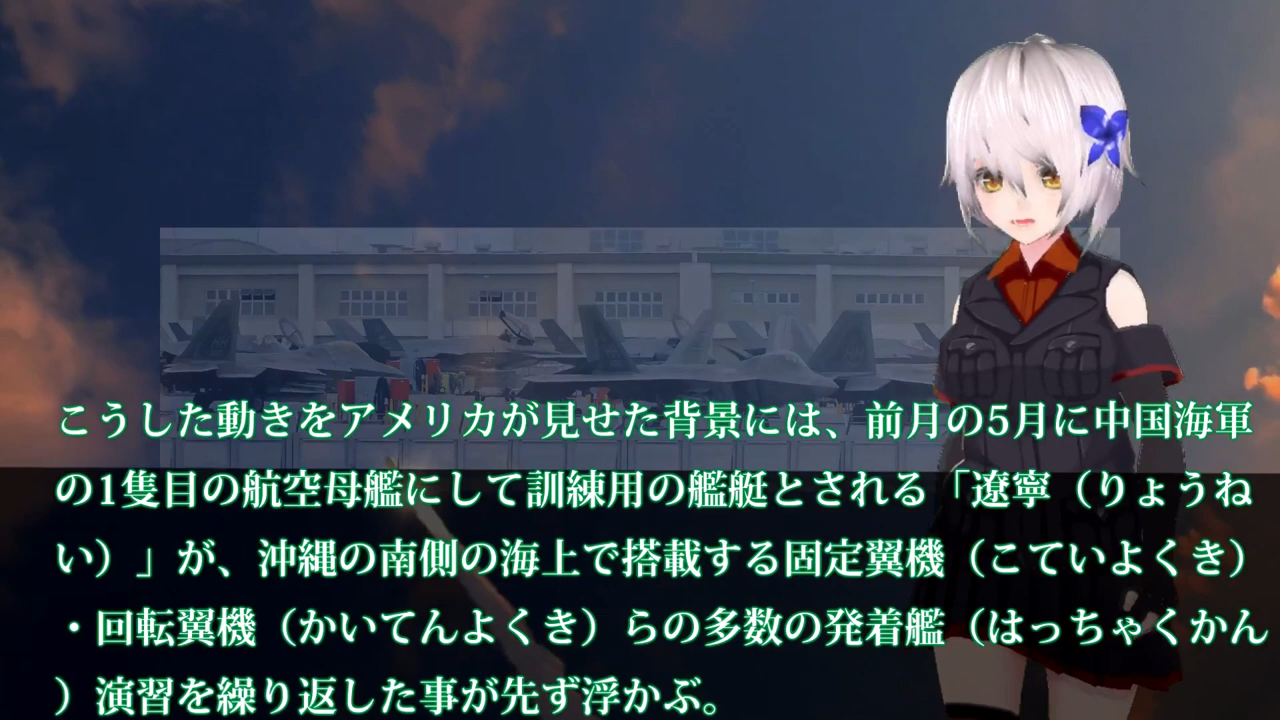 こうした動きをアメリカが見せた背景には、前月の5月に中国海軍
の1隻目の航空母艦にして訓練用の艦艇とされる「遼寧（りょうね
い）」が、沖縄の南側の海上で搭載する固定翼機（こていよくき）
・回転翼機（かいてんよくき）らの多数の発着艦（はっちゃくかん
）演習を繰り返した事が先ず浮かぶ。